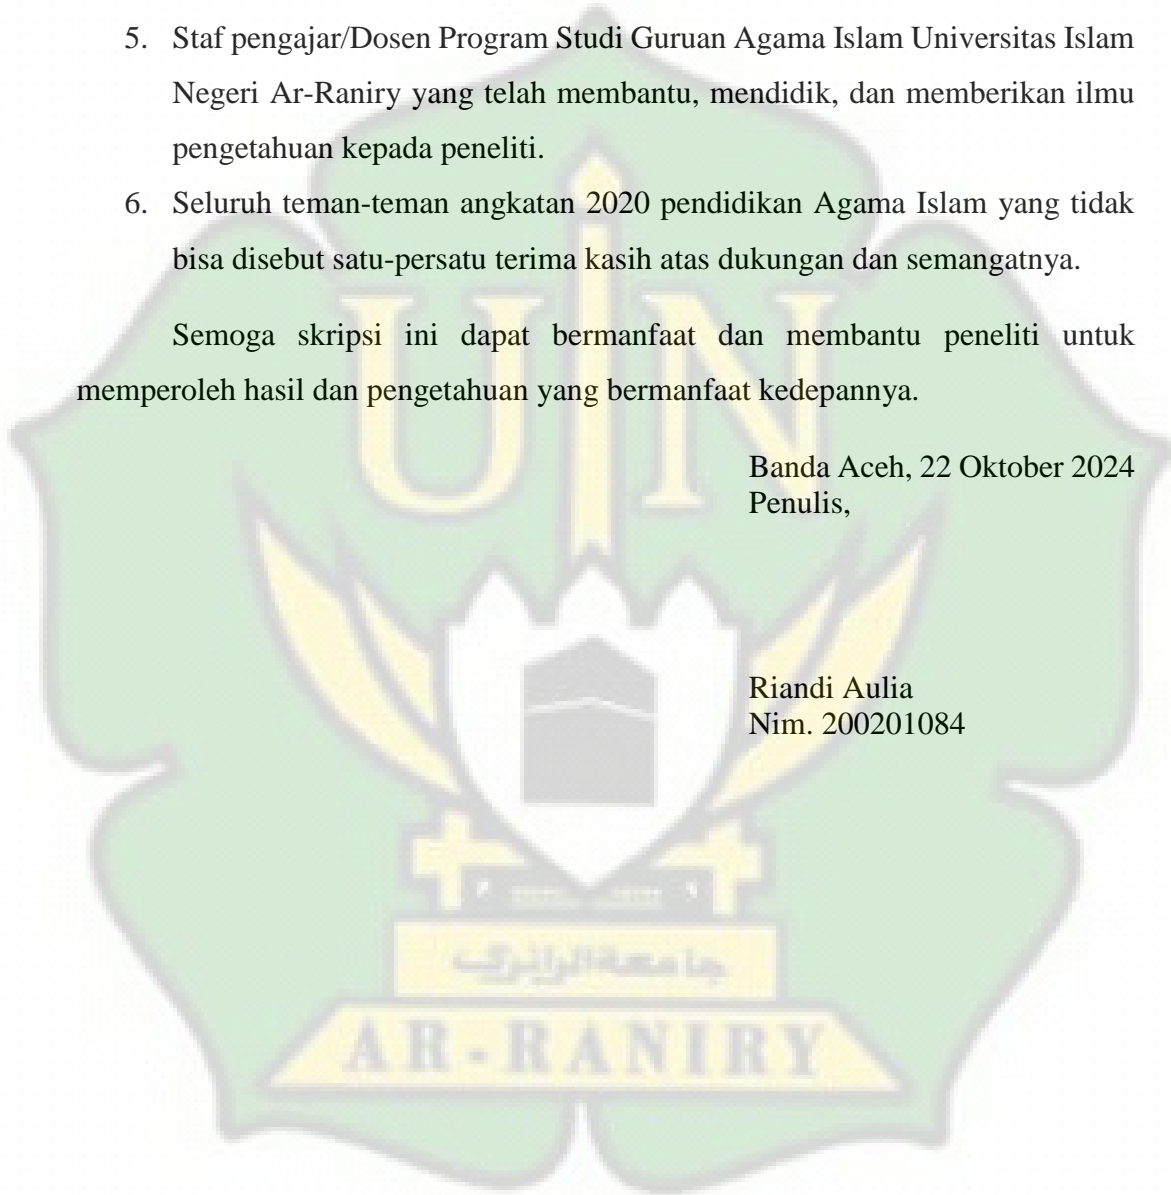 5. Staf pengajar/Dosen Program Studi Guruan Agama Islam Universitas Islam
Negeri Ar-Raniry yang telah membantu, mendidik, dan memberikan ilmu
pengetahuan kepada peneliti.
6. Seluruh teman-teman angkatan 2020 pendidikan Agama Islam yang tidak
bisa disebut satu-persatu terima kasih atas dukungan dan semangatnya.
Semoga skripsi ini dapat bermanfaat dan membantu peneliti untuk
memperoleh hasil dan pengetahuan yang bermanfaat kedepannya.
Banda Aceh, 22 Oktober 2024
Penulis,
Riandi Aulia
Nim. 200201084
UIN
جامعة الرانري
AR-RANIRY